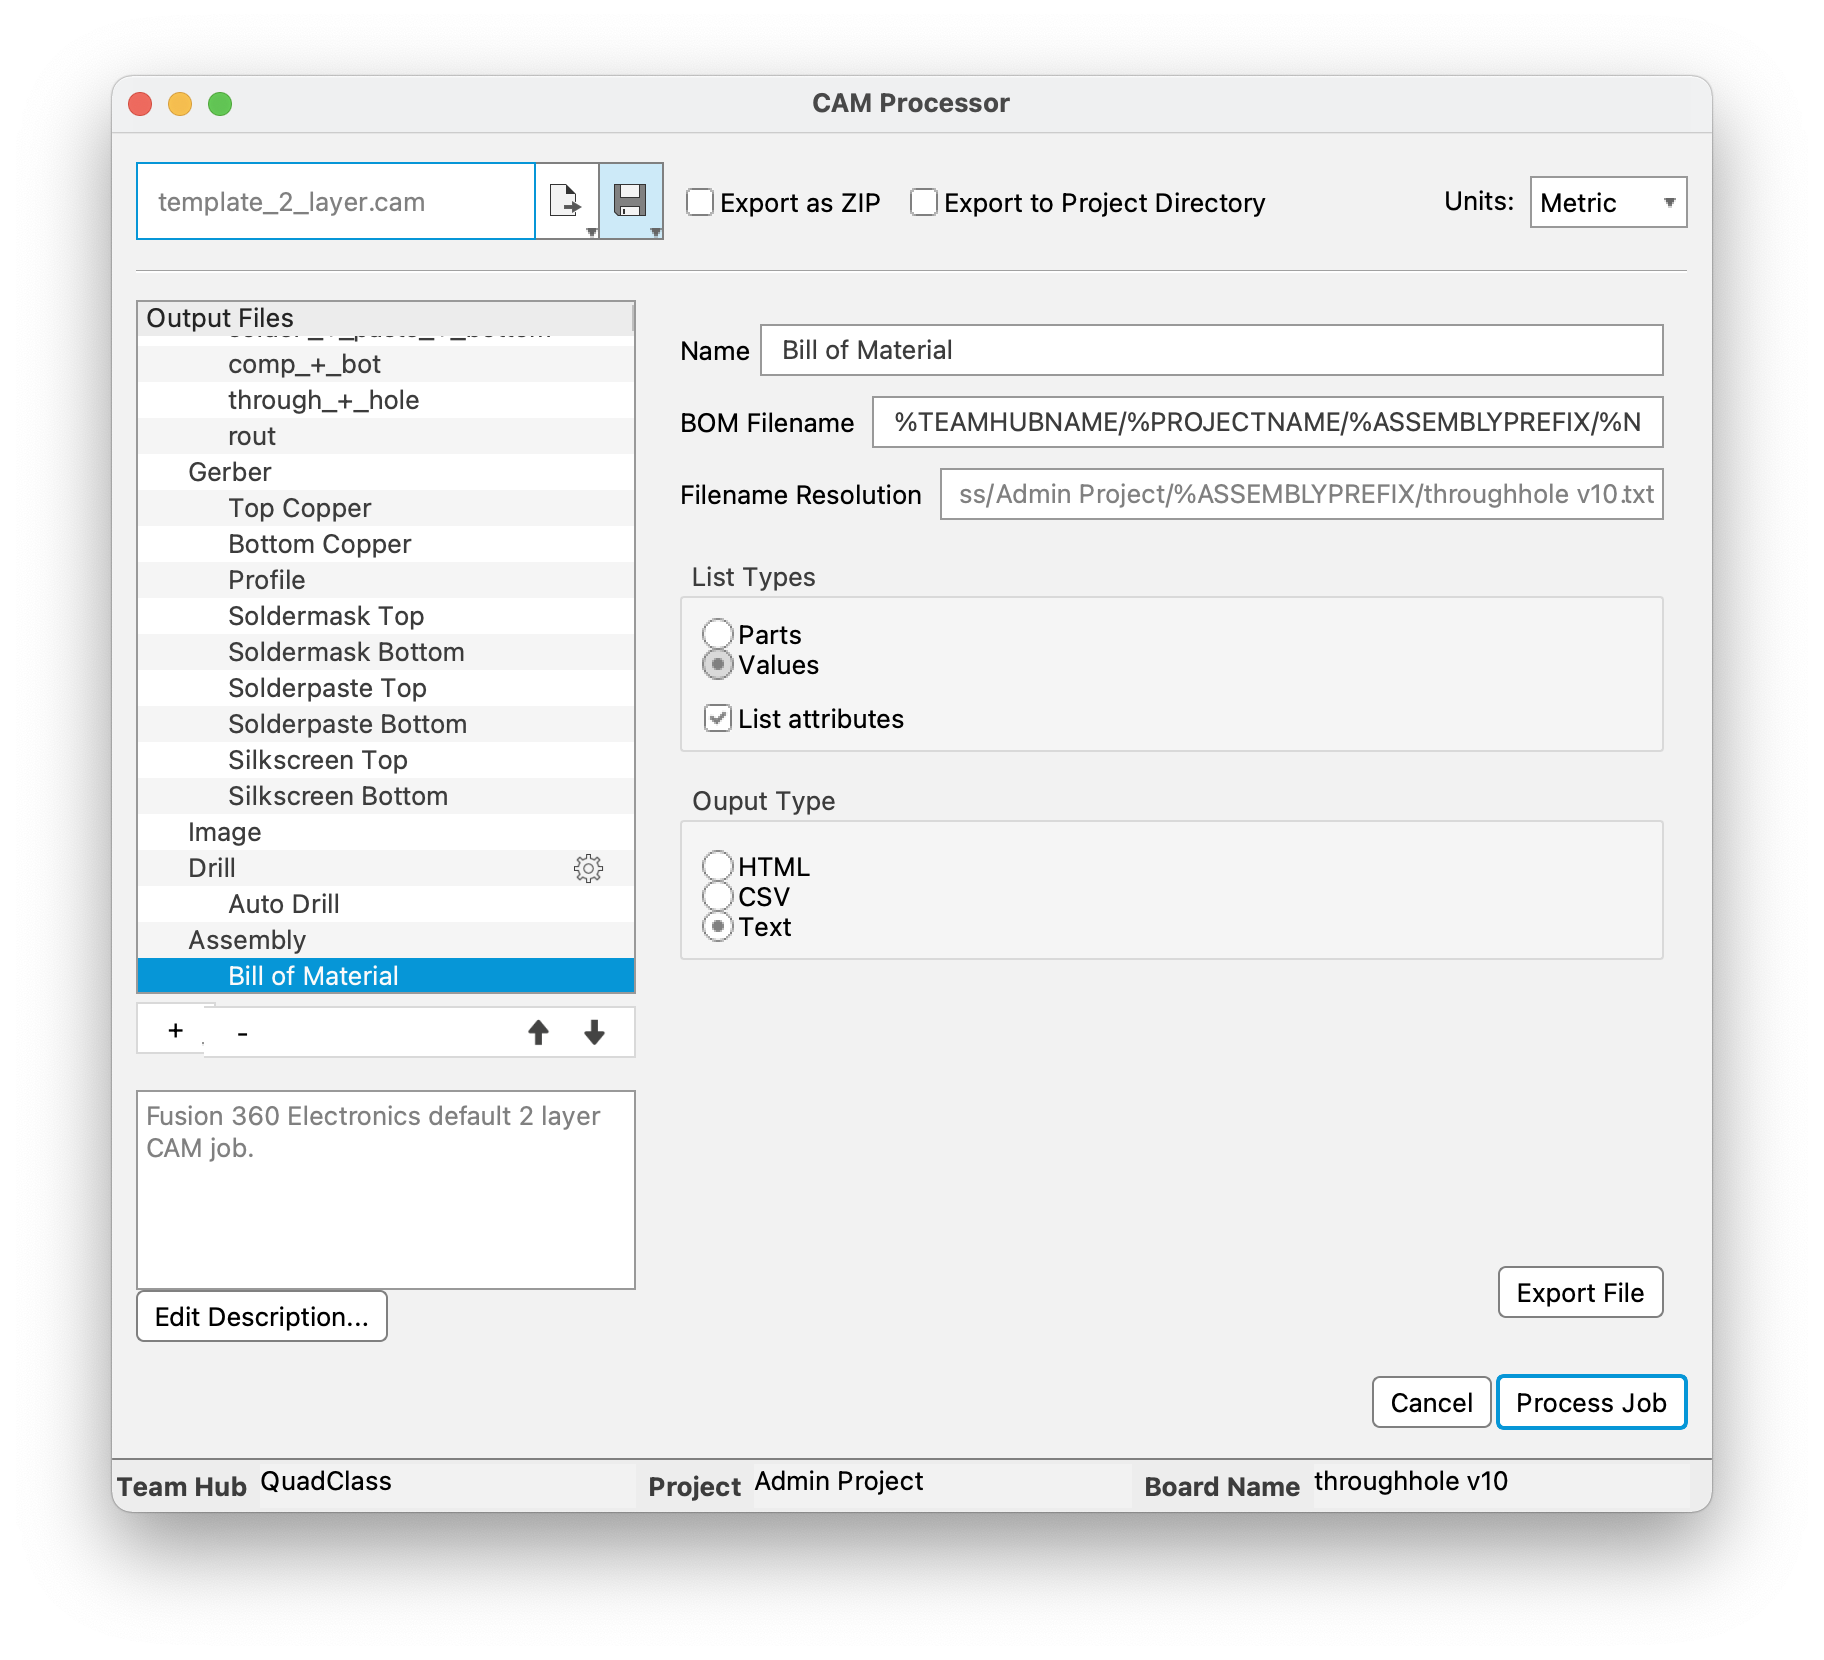 CAM Processor
template_2_layer.cam
Export as ZIP
Export to Project Directory
Units:
Metric
Output Files
comp_+_bot
through_+_hole
rout
Gerber
Top Copper
Bottom Copper
Profile
Soldermask Top
Soldermask Bottom
Solderpaste Top
Solderpaste Bottom
Silkscreen Top
Silkscreen Bottom
Image
Drill
Auto Drill
Assembly
Bill of Material
+ -
Fusion 360 Electronics default 2 layer
CAM job.
Edit Description...
Name
Bill of Material
BOM Filename
%TEAMHUBNAME/%PROJECTNAME/%ASSEMBLYPREFIX/%N
Filename Resolution
ss/Admin Project/%ASSEMBLYPREFIX/throughhole v10.txt
List Types
Parts
Values
List attributes
Ouput Type
HTML
CSV
Text
Export File
Cancel
Process Job
Team Hub QuadClass
Project Admin Project
Board Name throughhole v10